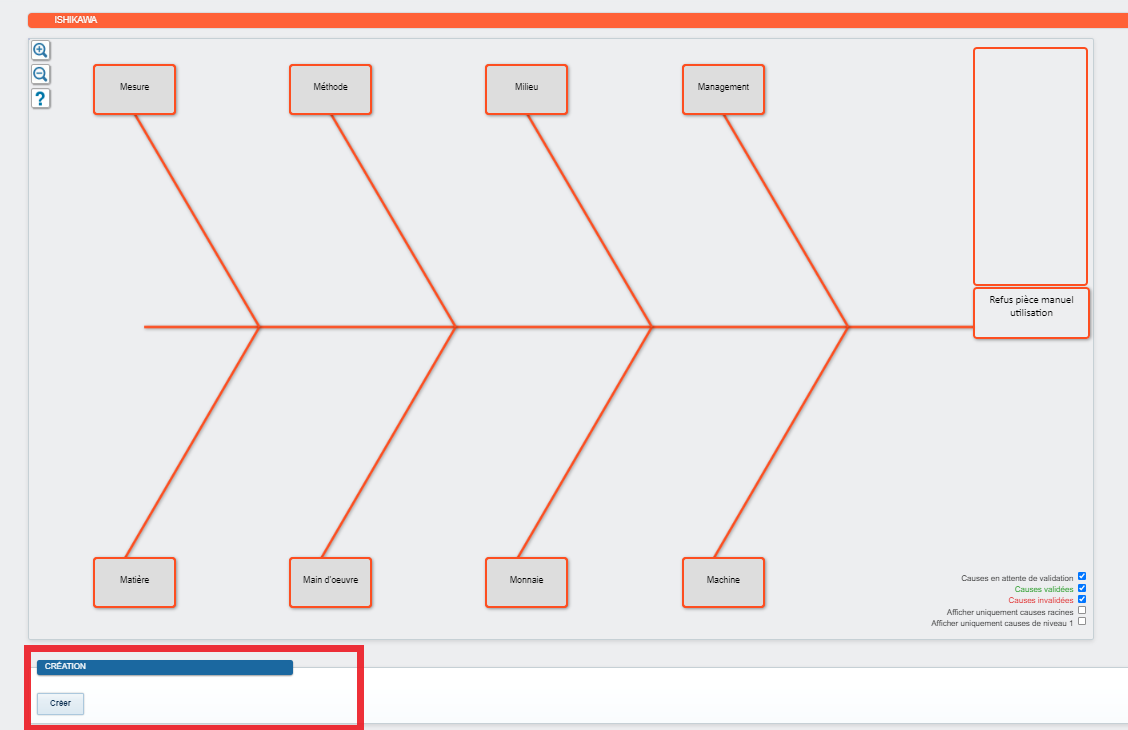 ISHIKAWA
?
Mesure
Méthode
Milieu
Management
Refus pièce manuel
utilisation
Matière
Main d'oeuvre
Monnaie
Machine
Causes en attente de validation
Causes validées
Causes invalidées
Afficher uniquement causes racines
Afficher uniquement causes de niveau 1
CRÉATION
Créer